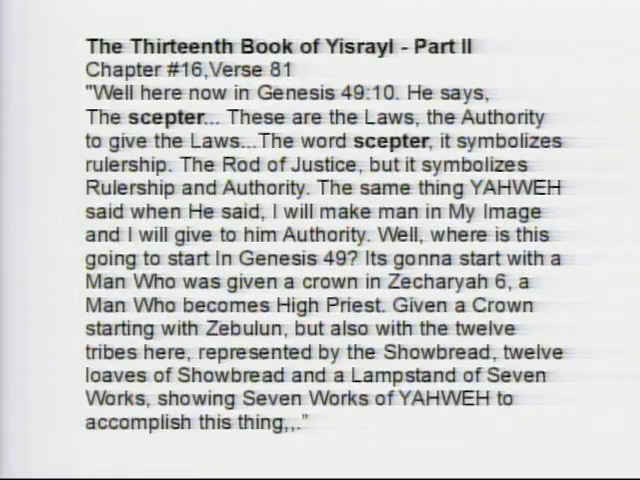 The Thirteenth Book of Yisrayl - Part II
Chapter #16,Verse 81
"Well here now in Genesis 49:10. He says,
The scepter... These are the Laws, the Authority
to give the Laws...The word scepter, it symbolizes
rulership. The Rod of Justice, but it symbolizes
Rulership and Authority. The same thing YAHWEH
said when He said, I will make man in My Image
and I will give to him Authority. Well, where is this
going to start In Genesis 49? Its gonna start with a
Man Who was given a crown in Zecharyah 6, a
Man Who becomes High Priest. Given a Crown
starting with Zebulun, but also with the twelve
tribes here, represented by the Showbread, twelve
loaves of Showbread and a Lampstand of Seven
Works, showing Seven Works of YAHWEH to
accomplish this thing,,."